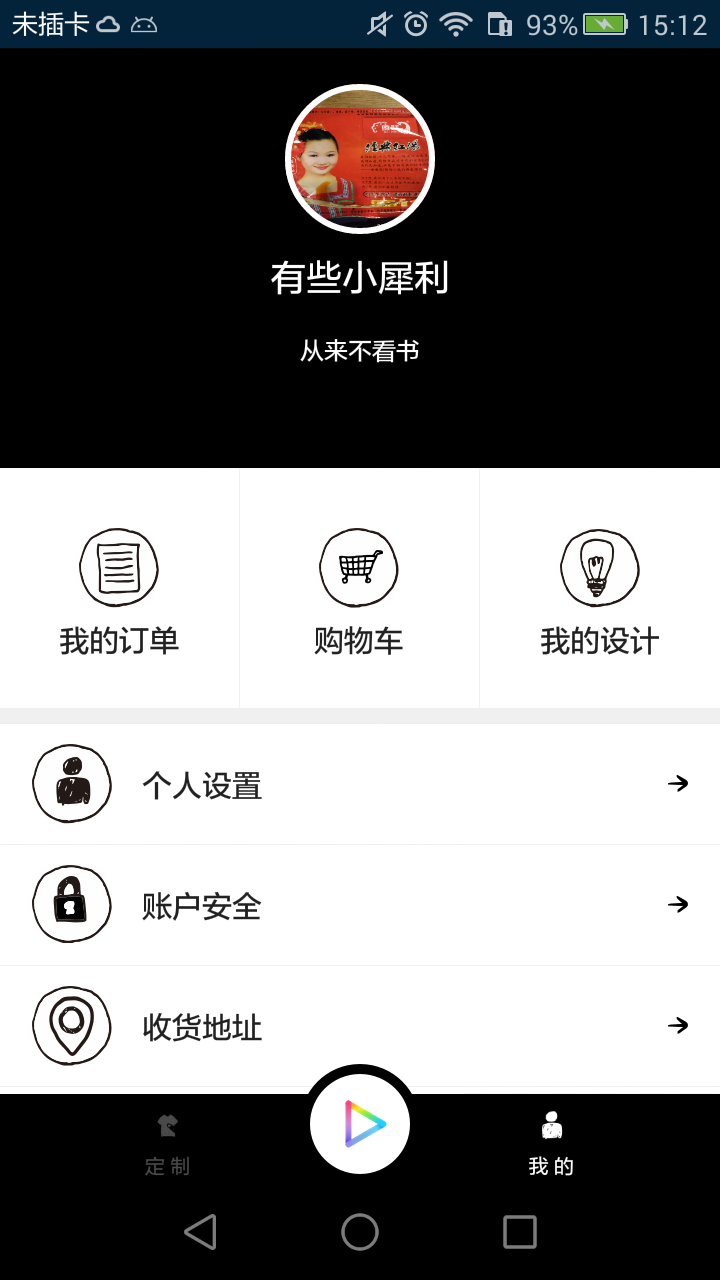 未插卡 93% 15:12
有些小犀利
从来不看书
我的订单 购物车 我的设计
个人设置
账户安全
收货地址
定制 我的